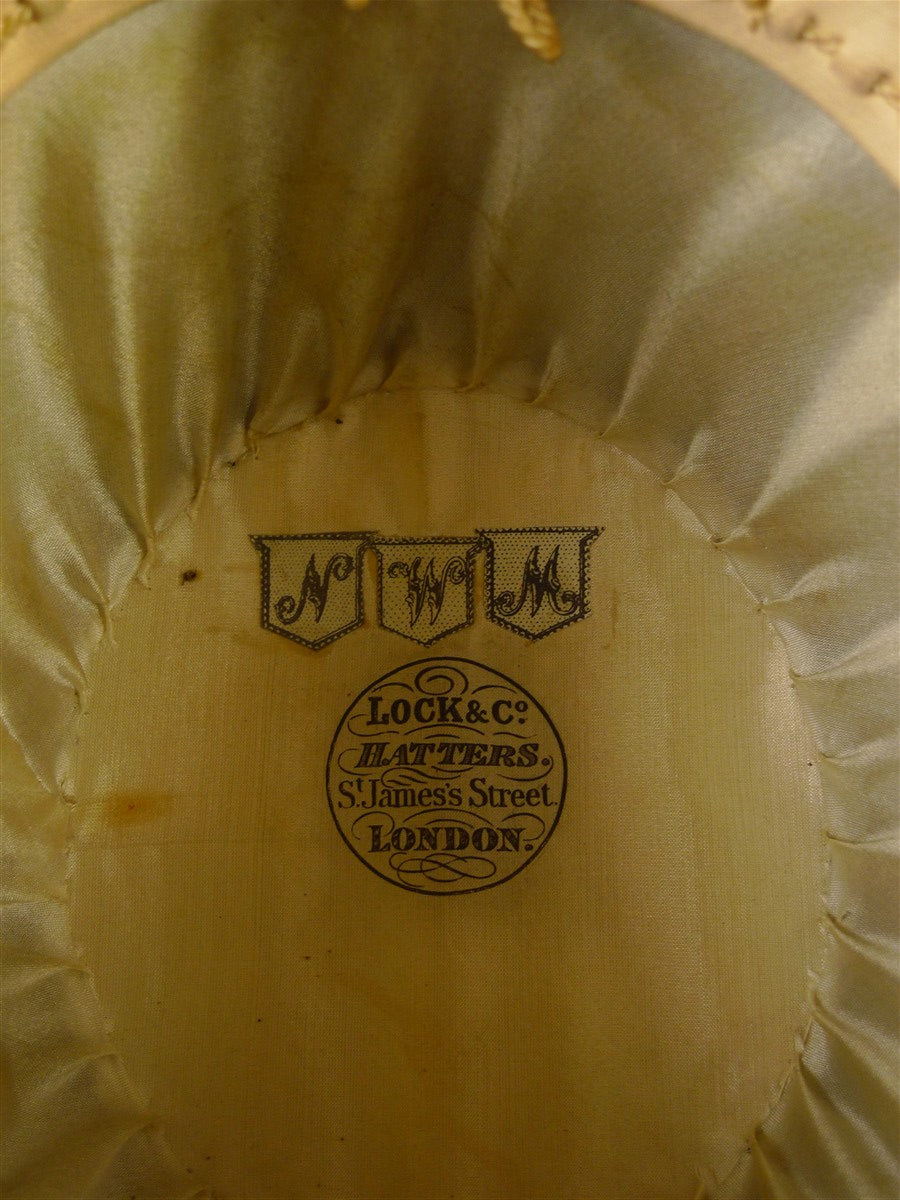 N W M
LOCK & Co.
HATTERS.
St. James's Street.
LONDON.